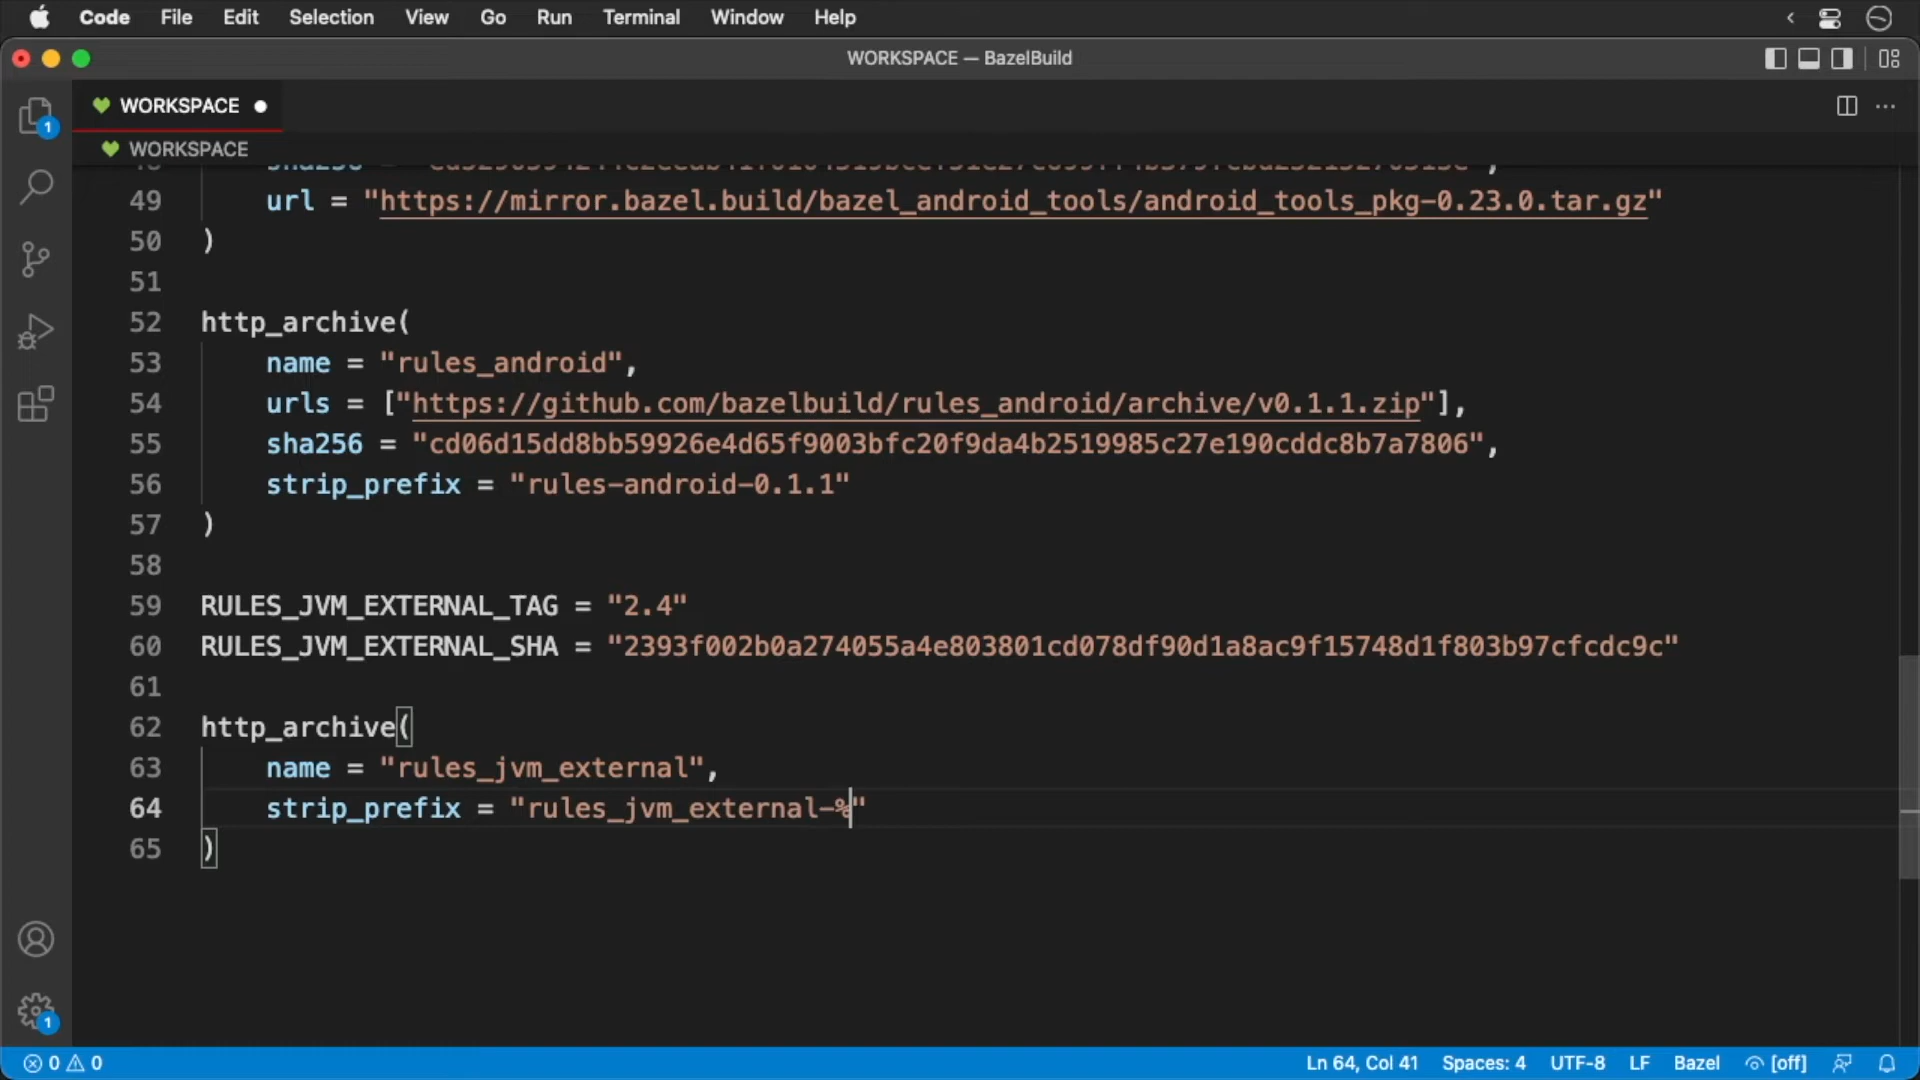 Code File Edit Selection View Go Run Terminal Window Help
WORKSPACE — BazelBuild
WORKSPACE
WORKSPACE
1
49 url = "https://mirror.bazel.build/bazel_android_tools/android_tools_pkg-0.23.0.tar.gz"
50 )
51
52 http_archive(
53 name = "rules_android",
54 urls = ["https://github.com/bazelbuild/rules_android/archive/v0.1.1.zip"],
55 sha256 = "cd06d15dd8bb59926e4d65f9003bfc20f9da4b2519985c27e190cddc8b7a7806",
56 strip_prefix = "rules-android-0.1.1"
57 )
58
59 RULES_JVM_EXTERNAL_TAG = "2.4"
60 RULES_JVM_EXTERNAL_SHA = "2393f002b0a274055a4e803801cd078df90d1a8ac9f15748d1f803b97cfcdc9c"
61
62 http_archive(
63 name = "rules_jvm_external",
64 strip_prefix = "rules_jvm_external-%"
65 )
1
0 0 Ln 64, Col 41 Spaces: 4 UTF-8 LF Bazel [off]